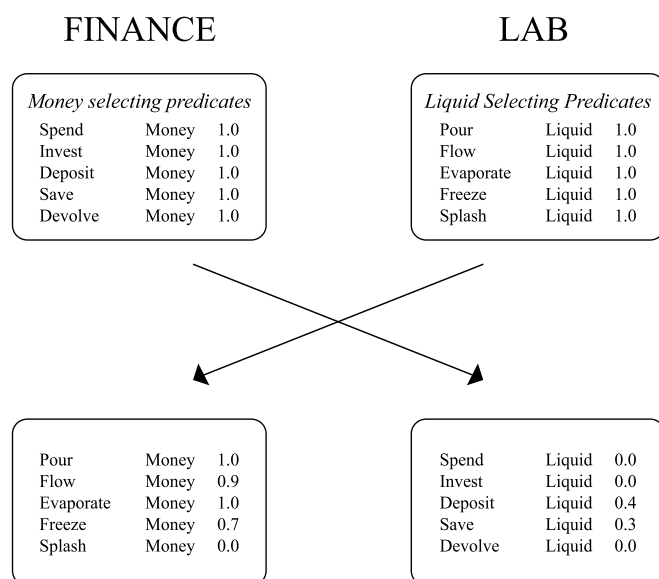 FINANCE
LAB
Money selecting predicates
Spend Money 1.0
Invest Money 1.0
Deposit Money 1.0
Save Money 1.0
Devolve Money 1.0
Liquid Selecting Predicates
Pour Liquid 1.0
Flow Liquid 1.0
Evaporate Liquid 1.0
Freeze Liquid 1.0
Splash Liquid 1.0
Pour Money 1.0
Flow Money 0.9
Evaporate Money 1.0
Freeze Money 0.7
Splash Money 0.0
Spend Liquid 0.0
Invest Liquid 0.0
Deposit Liquid 0.4
Save Liquid 0.3
Devolve Liquid 0.0